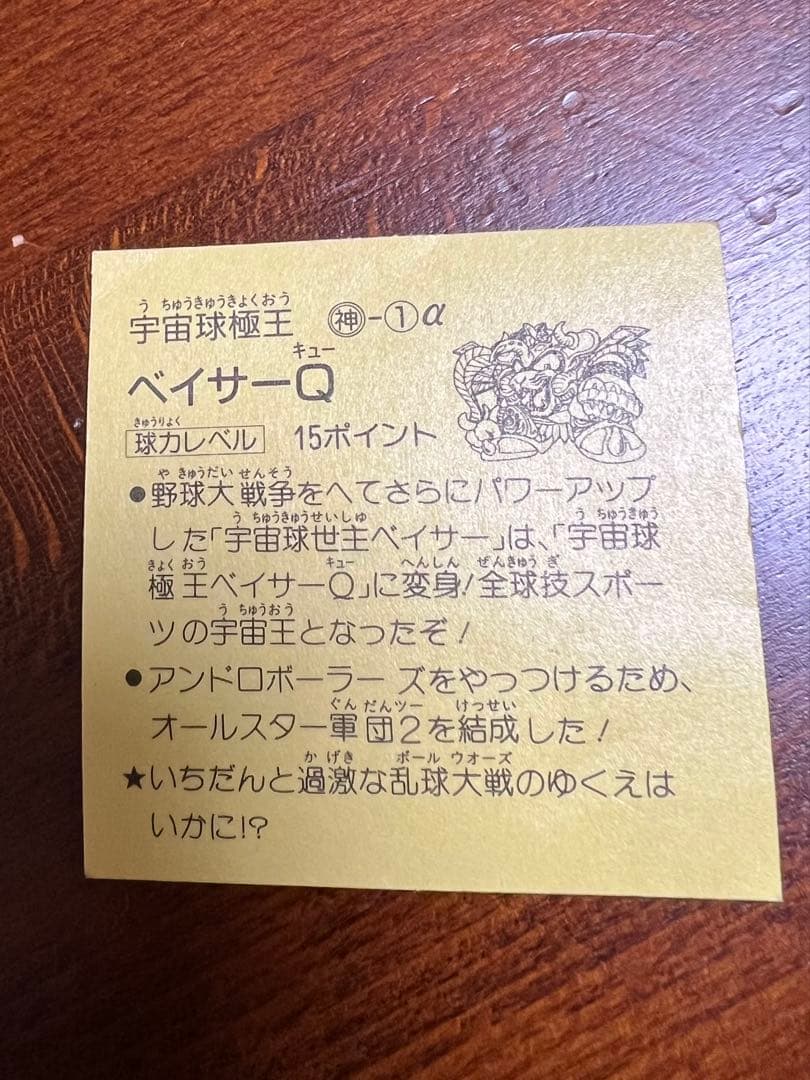 う ちゅうきゅうきょくおう
宇宙球極王 ㊝-①α
キュー
ベイサーQ
きゅうりょく
球力レベル 15ポイント
や きゅうだい せんそう
●野球大戦争をへてさらにパワーアップ
う ちゅうきゅうせいしゅ う ちゅうきゅう
した「宇宙球世主ベイサー」は、「宇宙球
きょく おう キュー へんしん ぜんきゅう ぎ
極王ベイサーQ」に変身!全球技スポー
う ちゅうおう
ツの宇宙王となったぞ!
●アンドロボーラーズをやっつけるため、
ぐん だんツー けっせい
オールスター軍団2を結成した!
か げき ボール ウオーズ
★いちだんと過激な乱球大戦のゆくえは
いかに!?